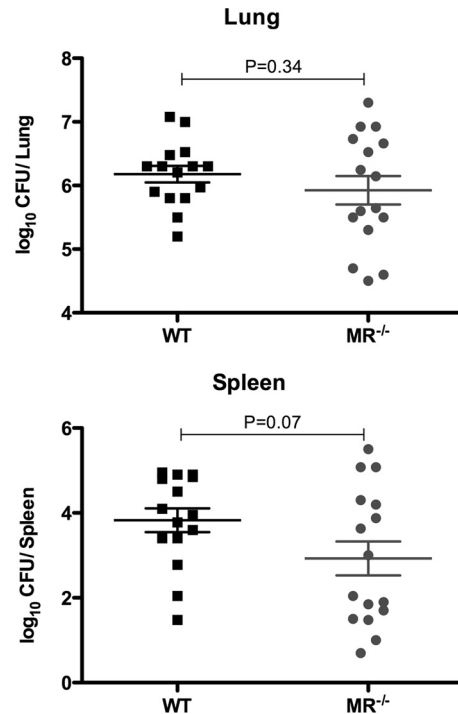 Lung
P=0.34
8
7
6
5
4
log₁₀ CFU/ Lung
WT MR⁻/⁻
Spleen
P=0.07
6
4
2
0
log₁₀ CFU/ Spleen
WT MR⁻/⁻